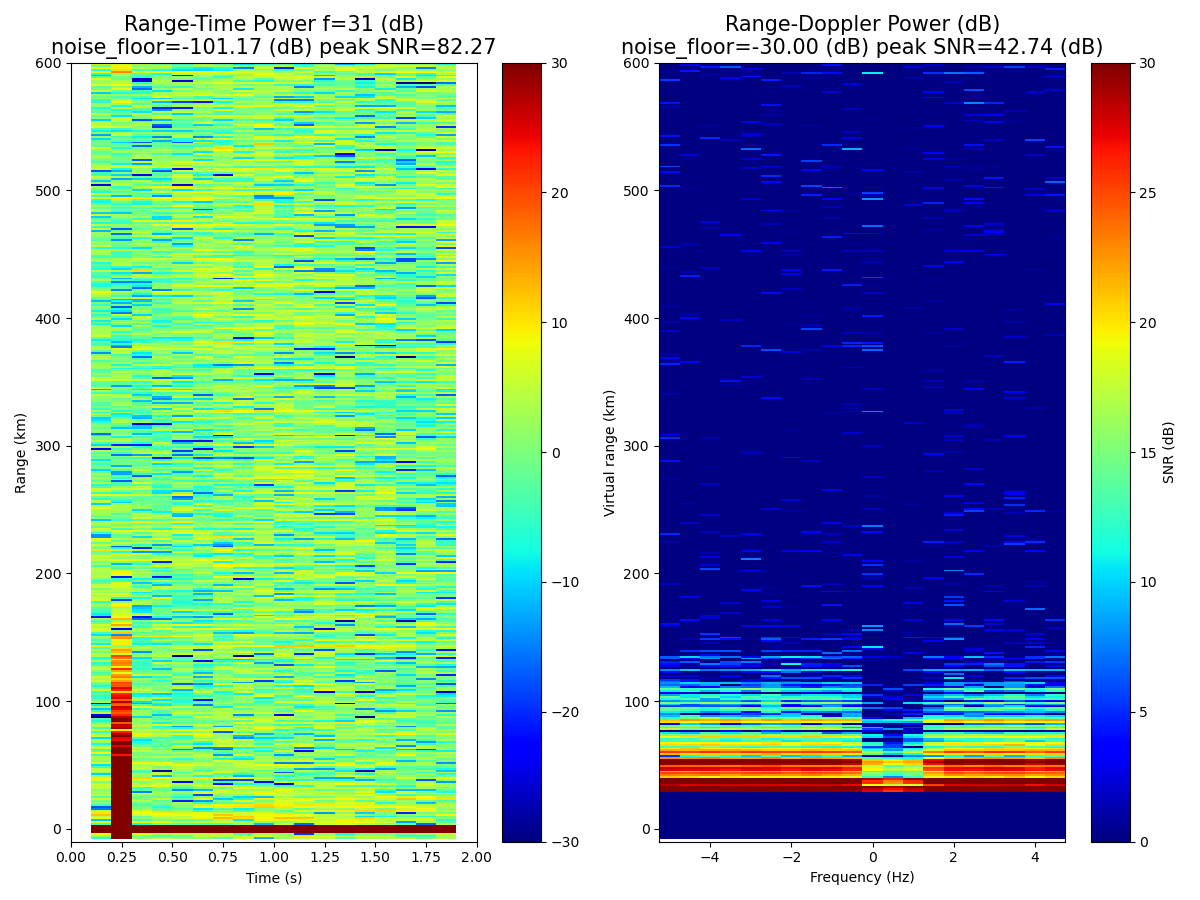 Range-Time Power f=31 (dB)
noise_floor=-101.17 (dB) peak SNR=82.27
Range-Doppler Power (dB)
noise_floor=-30.00 (dB) peak SNR=42.74 (dB)
600
500
400
300
200
100
0
Range (km)
0.00 0.25 0.50 0.75 1.00 1.25 1.50 1.75 2.00
Time (s)
30
20
10
0
−10
−20
−30
600
500
400
300
200
100
0
Virtual range (km)
−4 −2 0 2 4
Frequency (Hz)
30
25
20
15
10
5
0
SNR (dB)